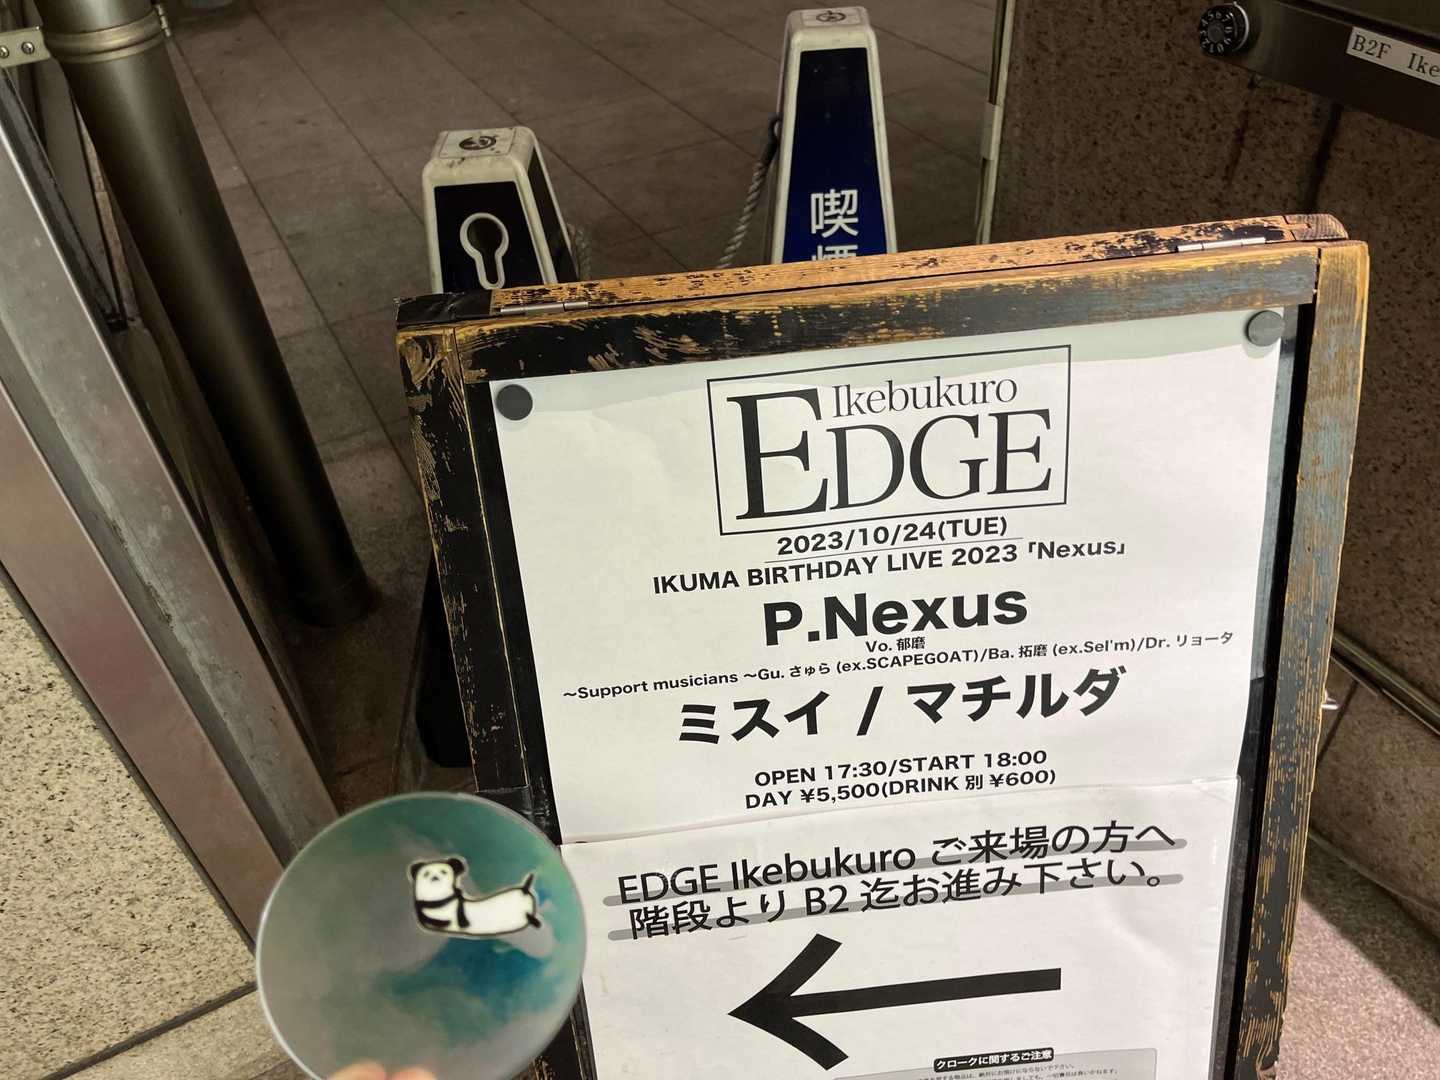 喫
B2F Ike
Ikebukuro
EDGE
2023/10/24(TUE)
IKUMA BIRTHDAY LIVE 2023「Nexus」
P.Nexus
Vo. 郁磨
～Support musicians ～Gu. さゅら (ex.SCAPEGOAT)/Ba. 拓磨 (ex.Sel'm)/Dr. リョータ
ミスイ / マチルダ
OPEN 17:30/START 18:00
DAY ¥5,500(DRINK 別 ¥600)
EDGE Ikebukuro ご来場の方へ
階段より B2 迄お進み下さい。
クロークに関するご注意